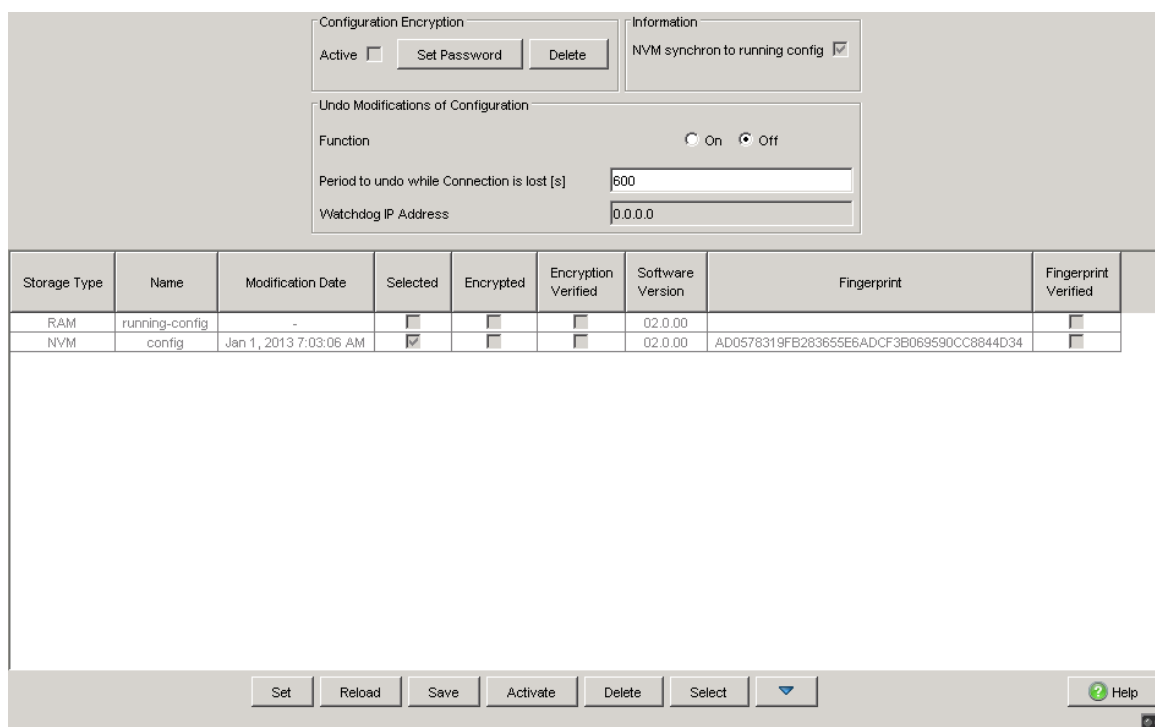 Configuration Encryption
Information
Active Set Password Delete
NVM synchron to running config
Undo Modifications of Configuration
Function On Off
Period to undo while Connection is lost [s] 600
Watchdog IP Address 0.0.0.0
Storage Type Name Modification Date Selected Encrypted Encryption Verified Software Version Fingerprint Fingerprint Verified
RAM running-config - 02.0.00
NVM config Jan 1, 2013 7:03:06 AM 02.0.00 AD0578319FB283655E6ADCF3B069590CC8844D34
Set Reload Save Activate Delete Select Help